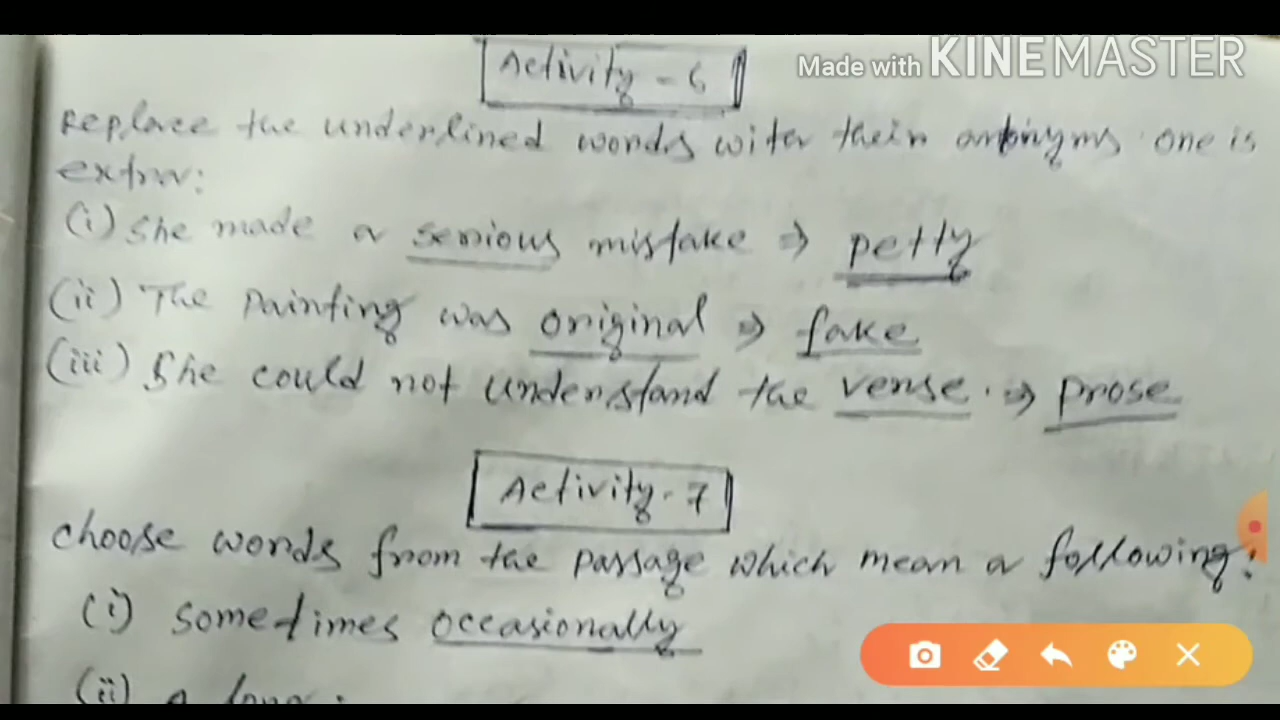 Made with KINEMASTER
Activity - 6
Replace the underlined words with their antonyms. One is
extra:
(i) She made a serious mistake ⇒ petty
(ii) The painting was original ⇒ fake
(iii) She could not understand the verse. ⇒ prose
Activity - 7
choose words from the passage which mean a following:
(i) sometimes occasionally
(ii) a long